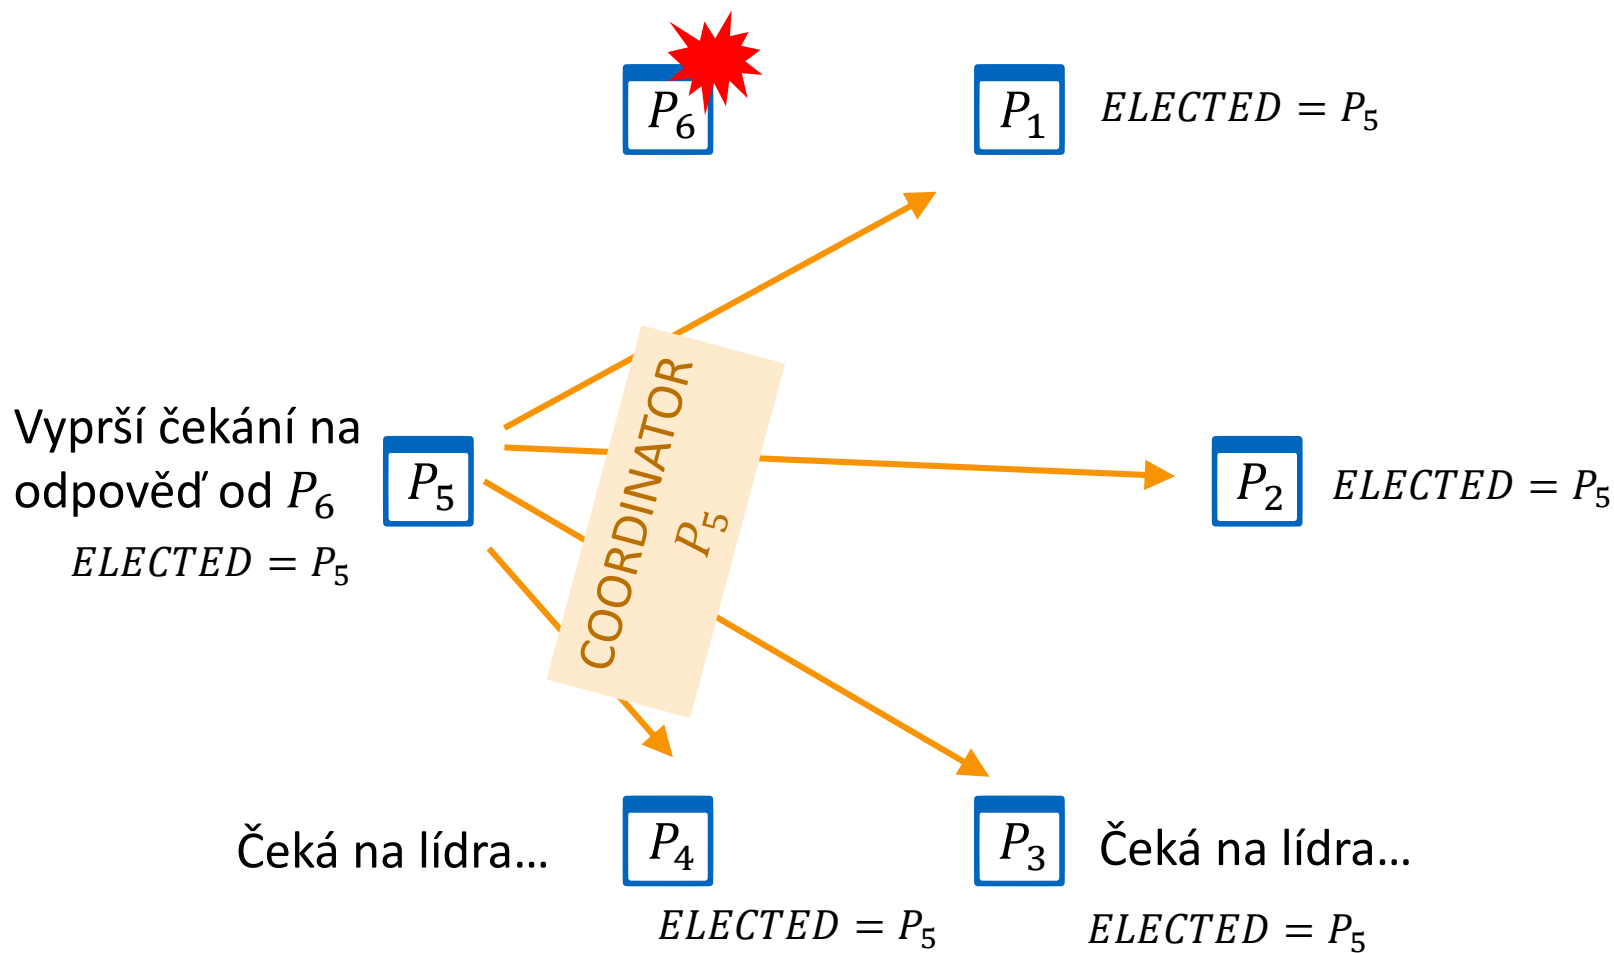 P₆
P₁ ELECTED = P₅
Vyprší čekání na
odpověď od P₆
P₅
ELECTED = P₅
COORDINATOR
P₅
P₂ ELECTED = P₅
Čeká na lídra...
P₄
ELECTED = P₅
P₃
Čeká na lídra...
ELECTED = P₅